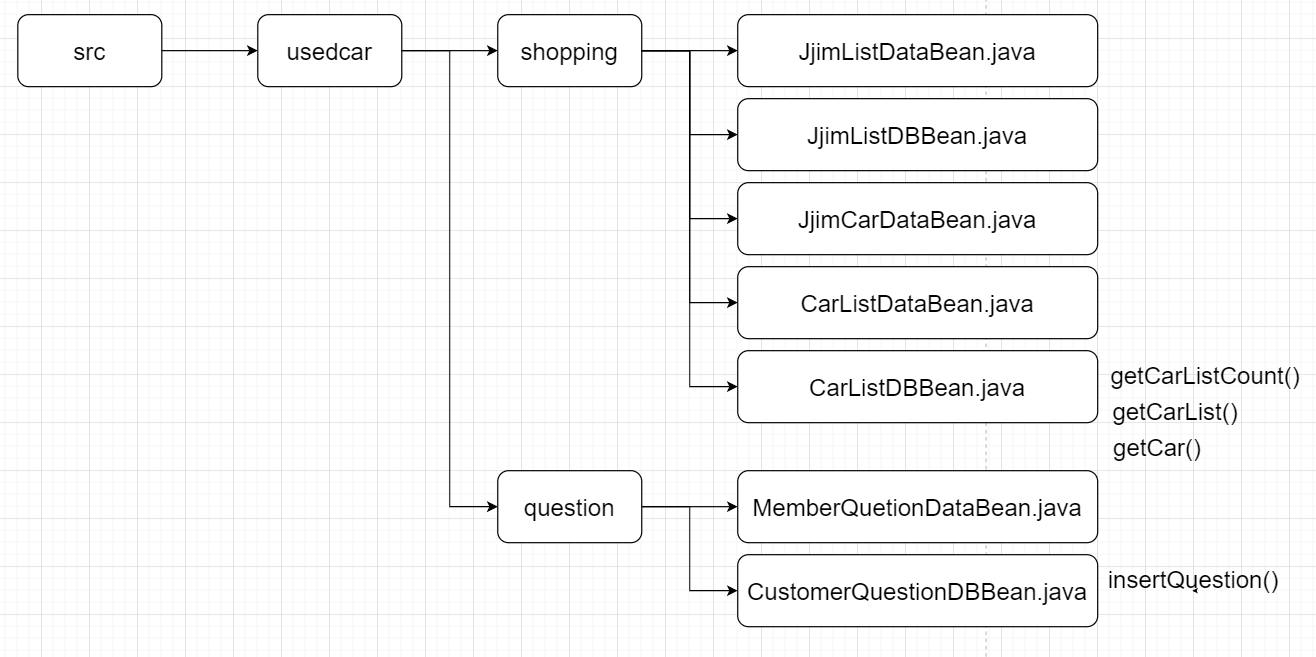 src
usedcar
shopping
JjimListDataBean.java
JjimListDBBean.java
JjimCarDataBean.java
CarListDataBean.java
CarListDBBean.java
getCarListCount()
getCarList()
getCar()
question
MemberQuetionDataBean.java
CustomerQuestionDBBean.java
insertQuestion()